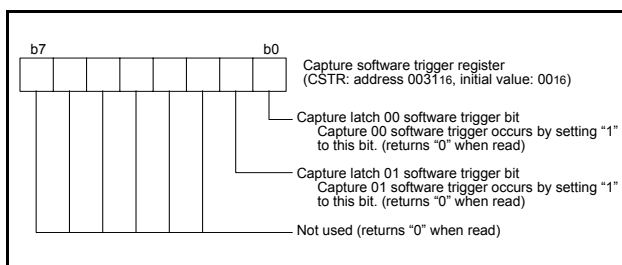 b7 b0
Capture software trigger register
(CSTR: address 003116, initial value: 0016)
Capture latch 00 software trigger bit
Capture 00 software trigger occurs by setting “1”
to this bit. (returns “0” when read)
Capture latch 01 software trigger bit
Capture 01 software trigger occurs by setting “1”
to this bit. (returns “0” when read)
Not used (returns “0” when read)